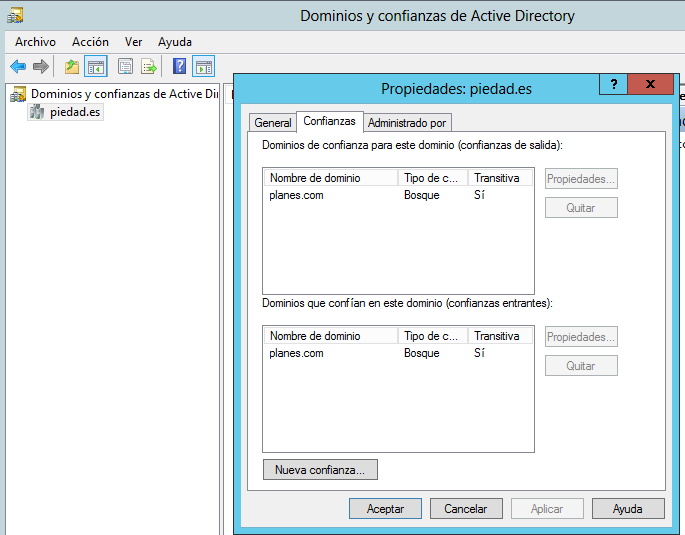 Dominios y confianzas de Active Directory
Archivo Acción Ver Ayuda
Dominios y confianzas de Active Di
piedad.es
Propiedades: piedad.es
? x
General Confianzas Administrado por
Dominios de confianza para este dominio (confianzas de salida):
Nombre de dominio Tipo de c... Transitiva
planes.com Bosque Sí
Propiedades...
Quitar
Dominios que confían en este dominio (confianzas entrantes):
Nombre de dominio Tipo de c... Transitiva
planes.com Bosque Sí
Propiedades...
Quitar
Nueva confianza...
Aceptar Cancelar Aplicar Ayuda